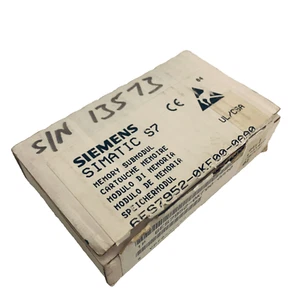 S/N 13573
SIEMENS
SIMATIC S7
MEMORY SUBMODUL
CARTOUCHE MEMOIRE
MODULO DI MEMORIA
MODULO DE MEMORIA
SPEICHERMODUL
6ES7952-0KF00-0AA0
CE
UL/CSA